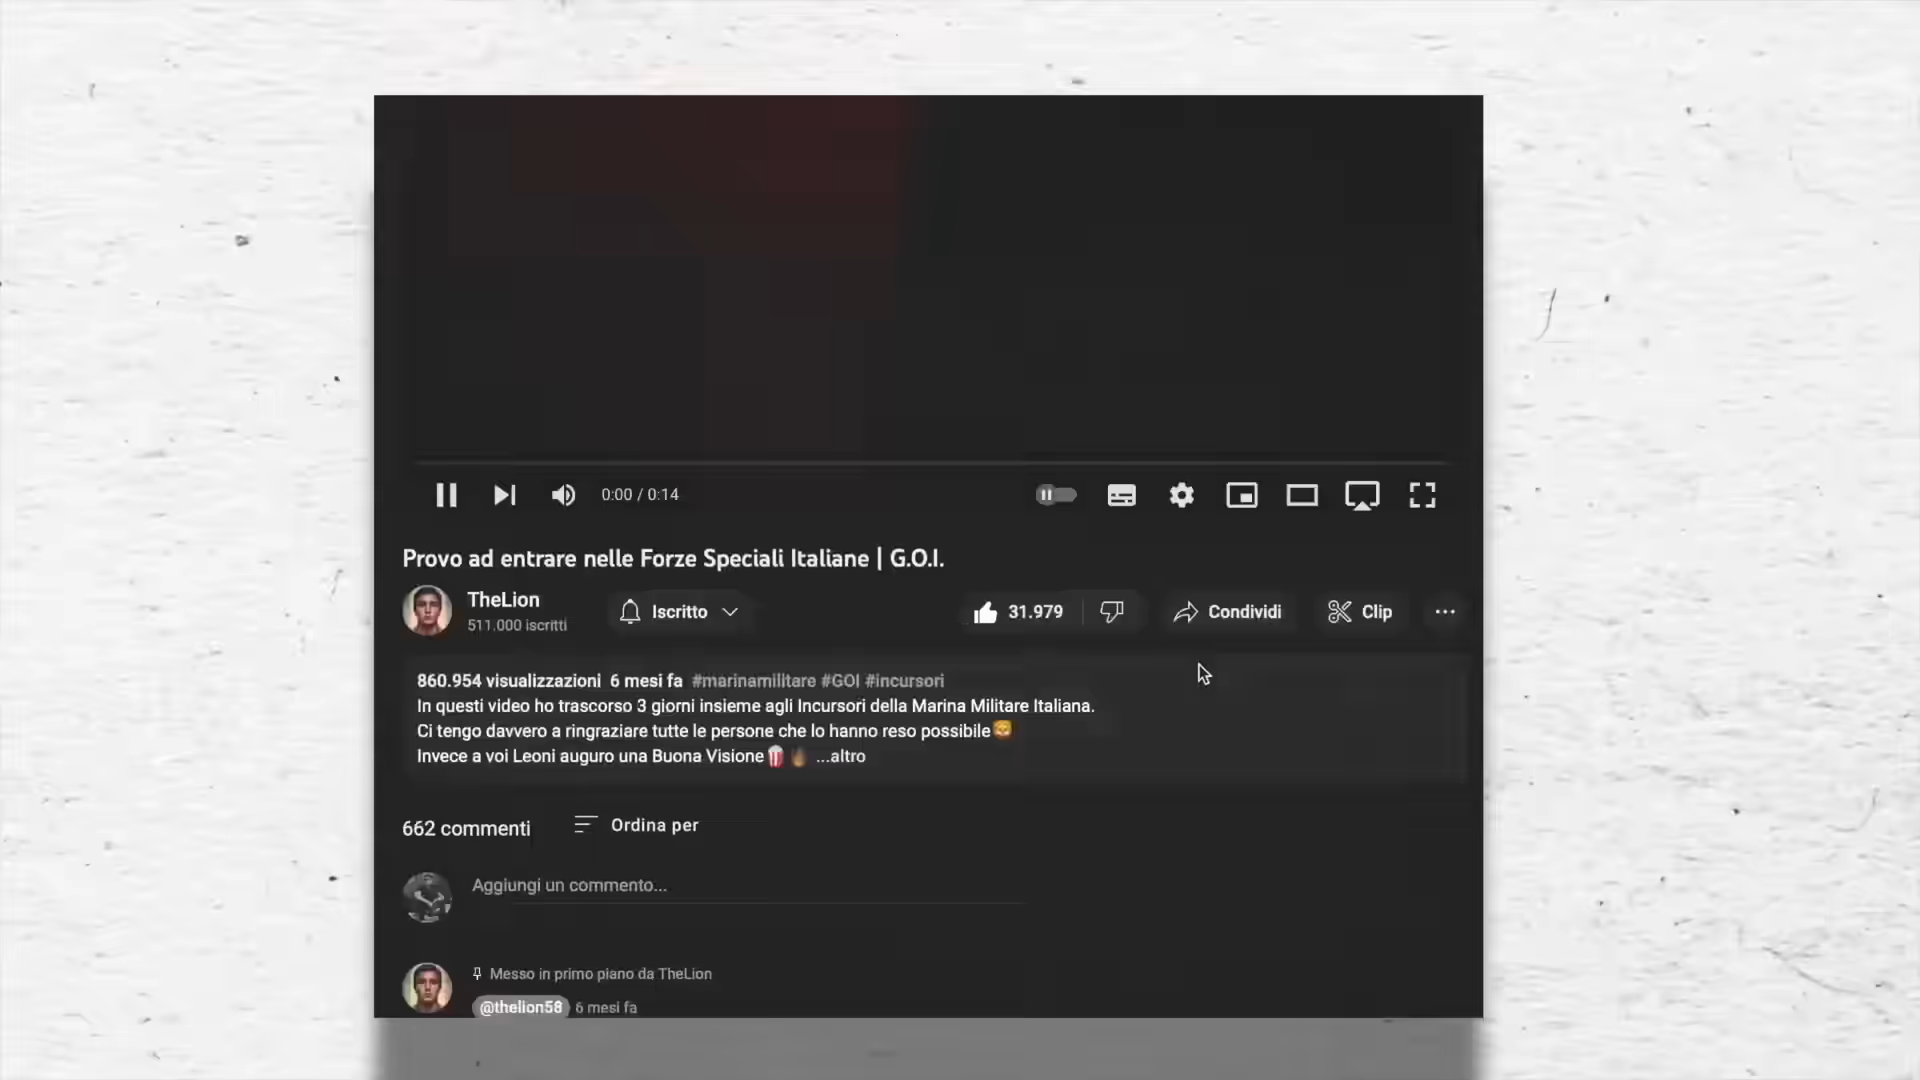 0:00 / 0:14
Provo ad entrare nelle Forze Speciali Italiane | G.O.I.
TheLion
511.000 iscritti
Iscritto
31.979
Condividi
Clip
860.954 visualizzazioni 6 mesi fa #marinamilitare #GOI #incursori
In questi video ho trascorso 3 giorni insieme agli Incursori della Marina Militare Italiana.
Ci tengo davvero a ringraziare tutte le persone che lo hanno reso possibile🦁
Invece a voi Leoni auguro una Buona Visione🍿🔥 ...altro
662 commenti
Ordina per
Aggiungi un commento...
Messo in primo piano da TheLion
@thelion58 6 mesi fa